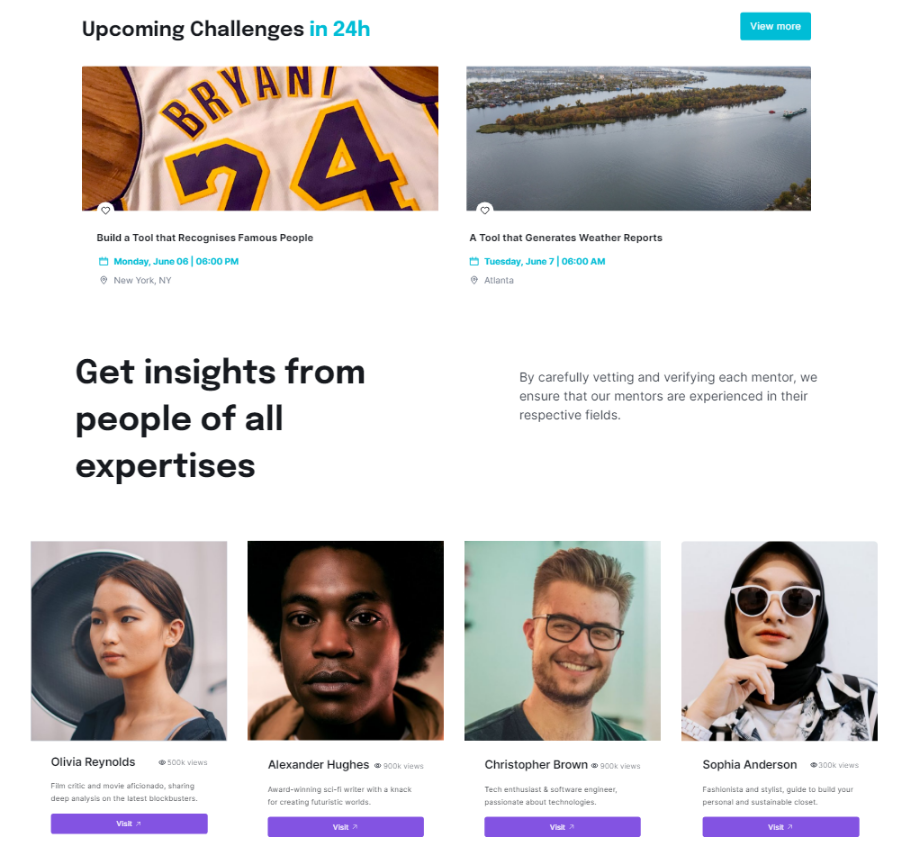 Upcoming Challenges in 24h
View more
BRYANT
24
Build a Tool that Recognises Famous People
Monday, June 06 | 06:00 PM
New York, NY
A Tool that Generates Weather Reports
Tuesday, June 7 | 06:00 AM
Atlanta
Get insights from
people of all
expertises
By carefully vetting and verifying each mentor, we
ensure that our mentors are experienced in their
respective fields.
Olivia Reynolds
500k views
Film critic and movie aficionado, sharing
deep analysis on the latest blockbusters.
Visit
Alexander Hughes
900k views
Award-winning sci-fi writer with a knack
for creating futuristic worlds.
Visit
Christopher Brown
900k views
Tech enthusiast & software engineer,
passionate about technologies.
Visit
Sophia Anderson
300k views
Fashionista and stylist, guide to build your
personal and sustainable closet.
Visit